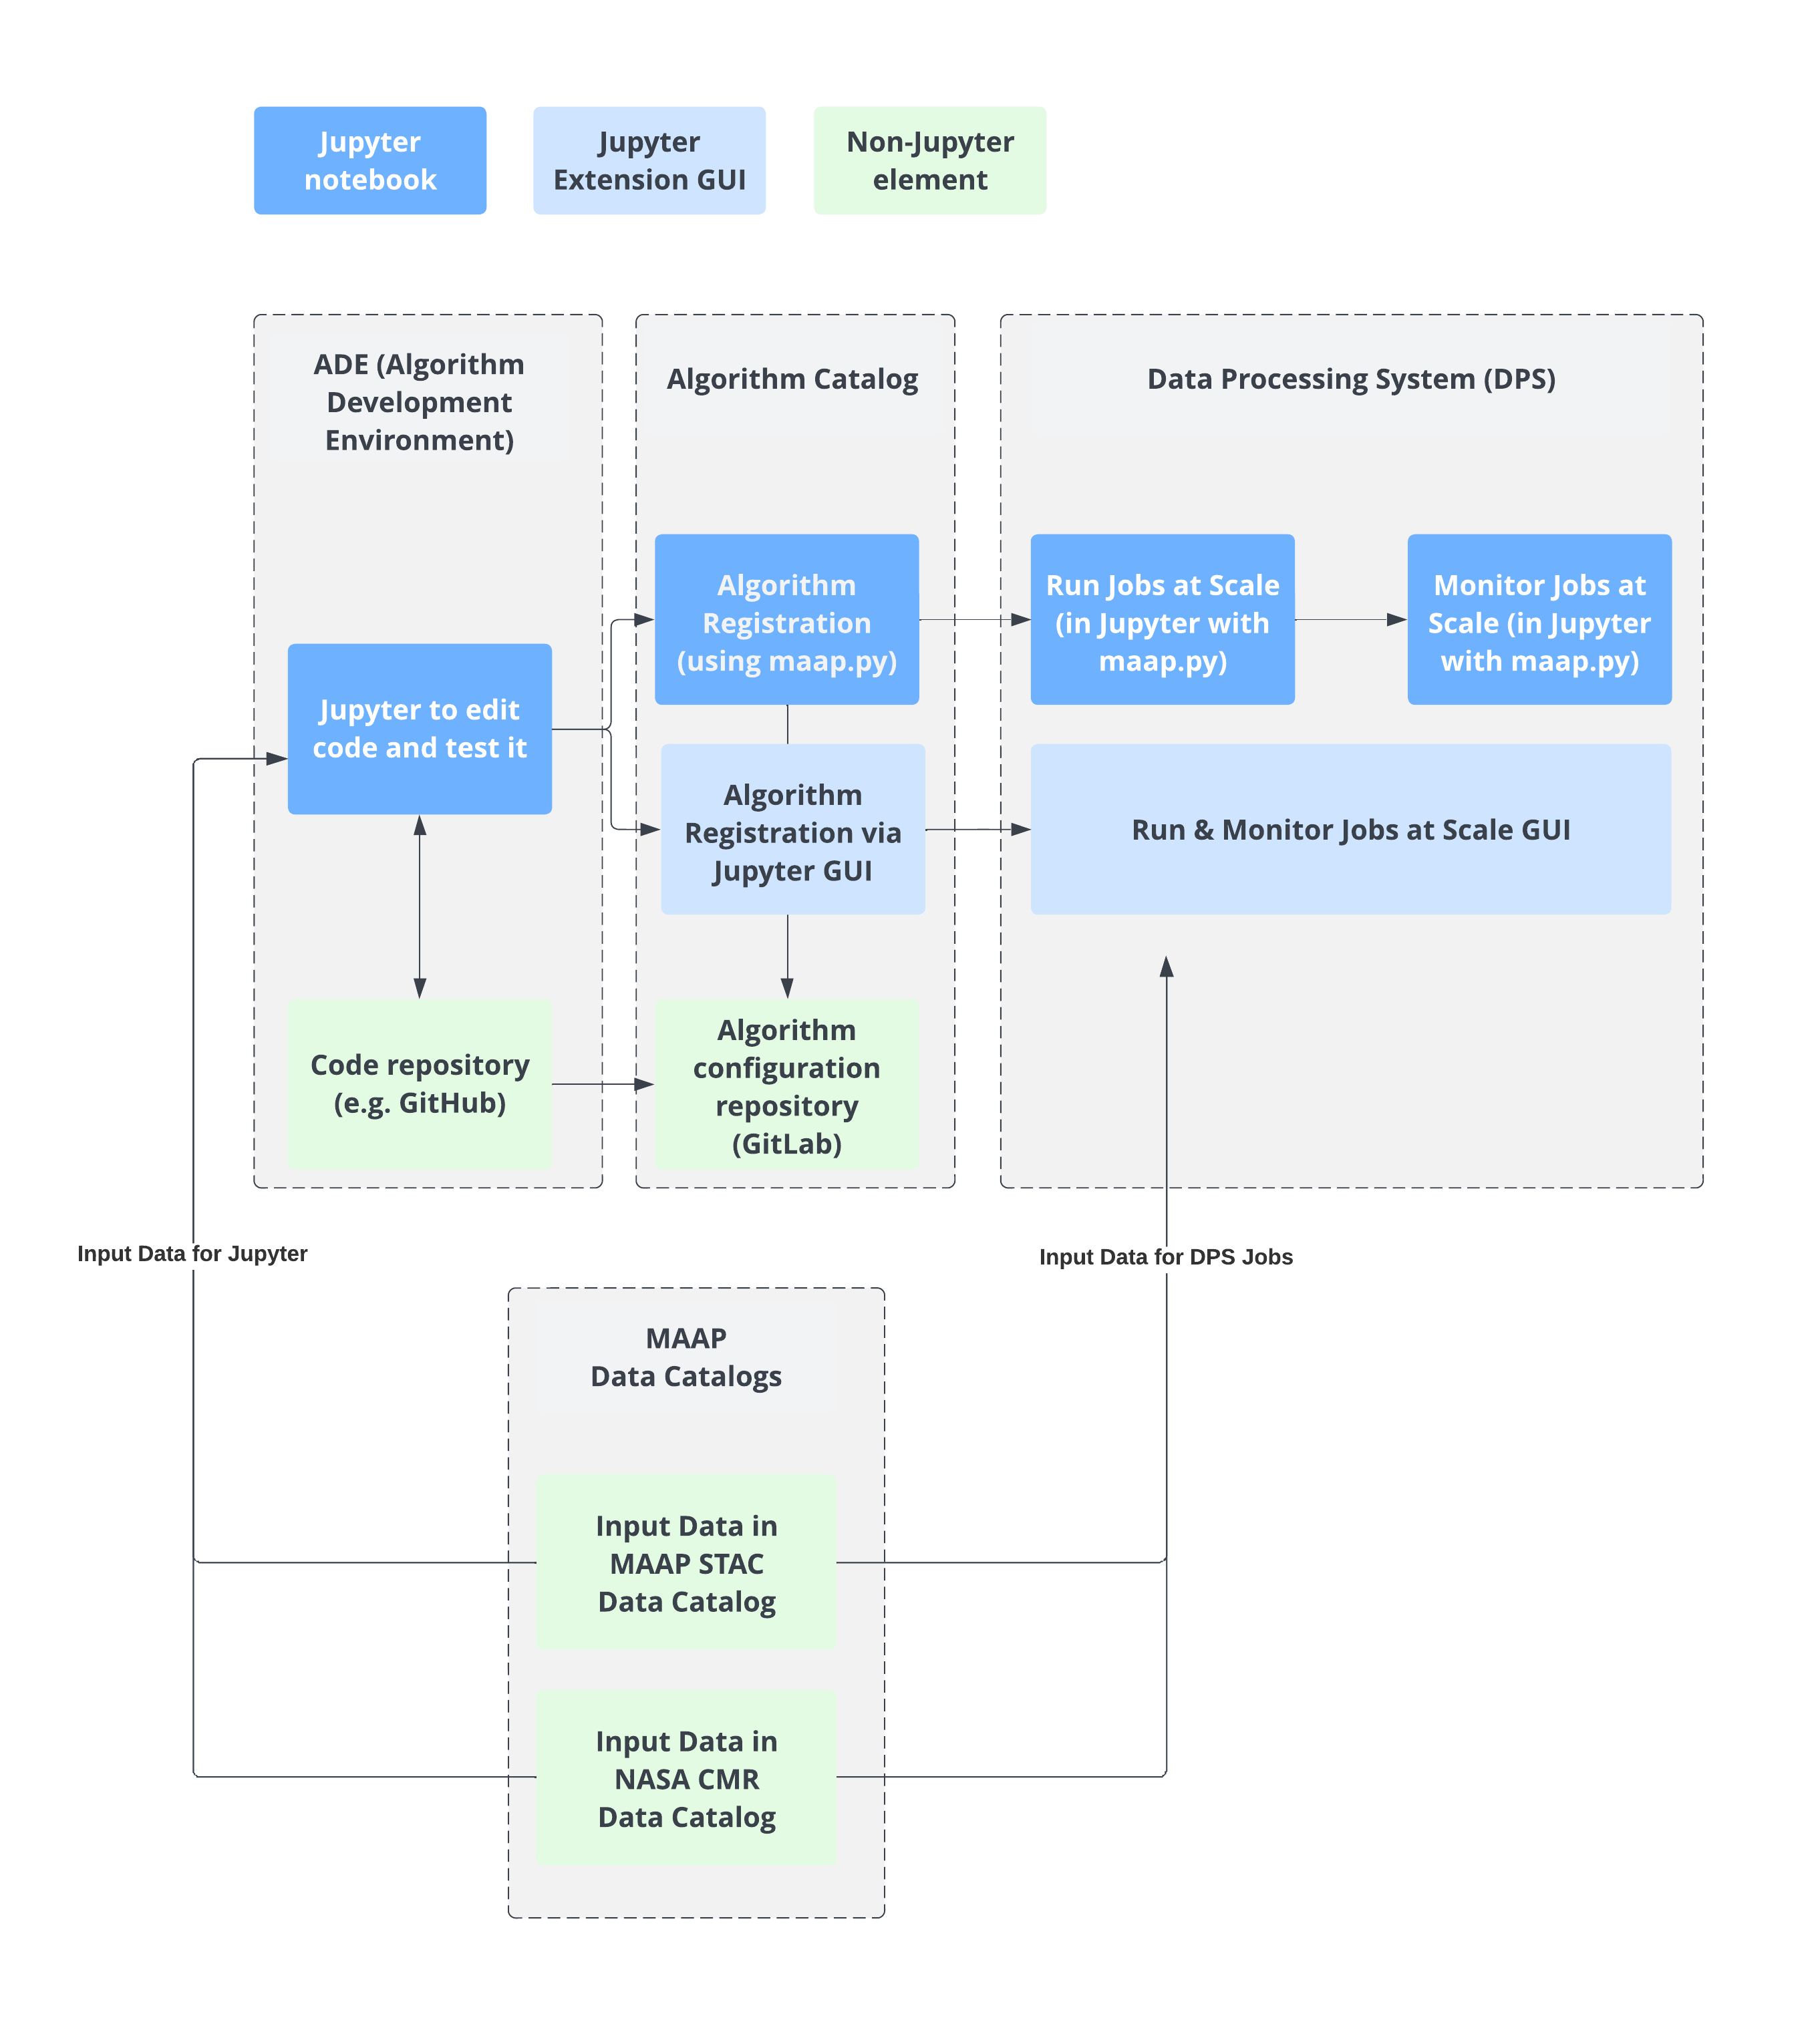 Jupyter
notebook
Jupyter
Extension GUI
Non-Jupyter
element
ADE (Algorithm
Development
Environment)
Algorithm Catalog
Data Processing System (DPS)
Algorithm
Registration
(using maap.py)
Run Jobs at Scale
(in Jupyter with
maap.py)
Monitor Jobs at
Scale (in Jupyter
with maap.py)
Jupyter to edit
code and test it
Algorithm
Registration via
Jupyter GUI
Run & Monitor Jobs at Scale GUI
Code repository
(e.g. GitHub)
Algorithm
configuration
repository
(GitLab)
Input Data for Jupyter
Input Data for DPS Jobs
MAAP
Data Catalogs
Input Data in
MAAP STAC
Data Catalog
Input Data in
NASA CMR
Data Catalog